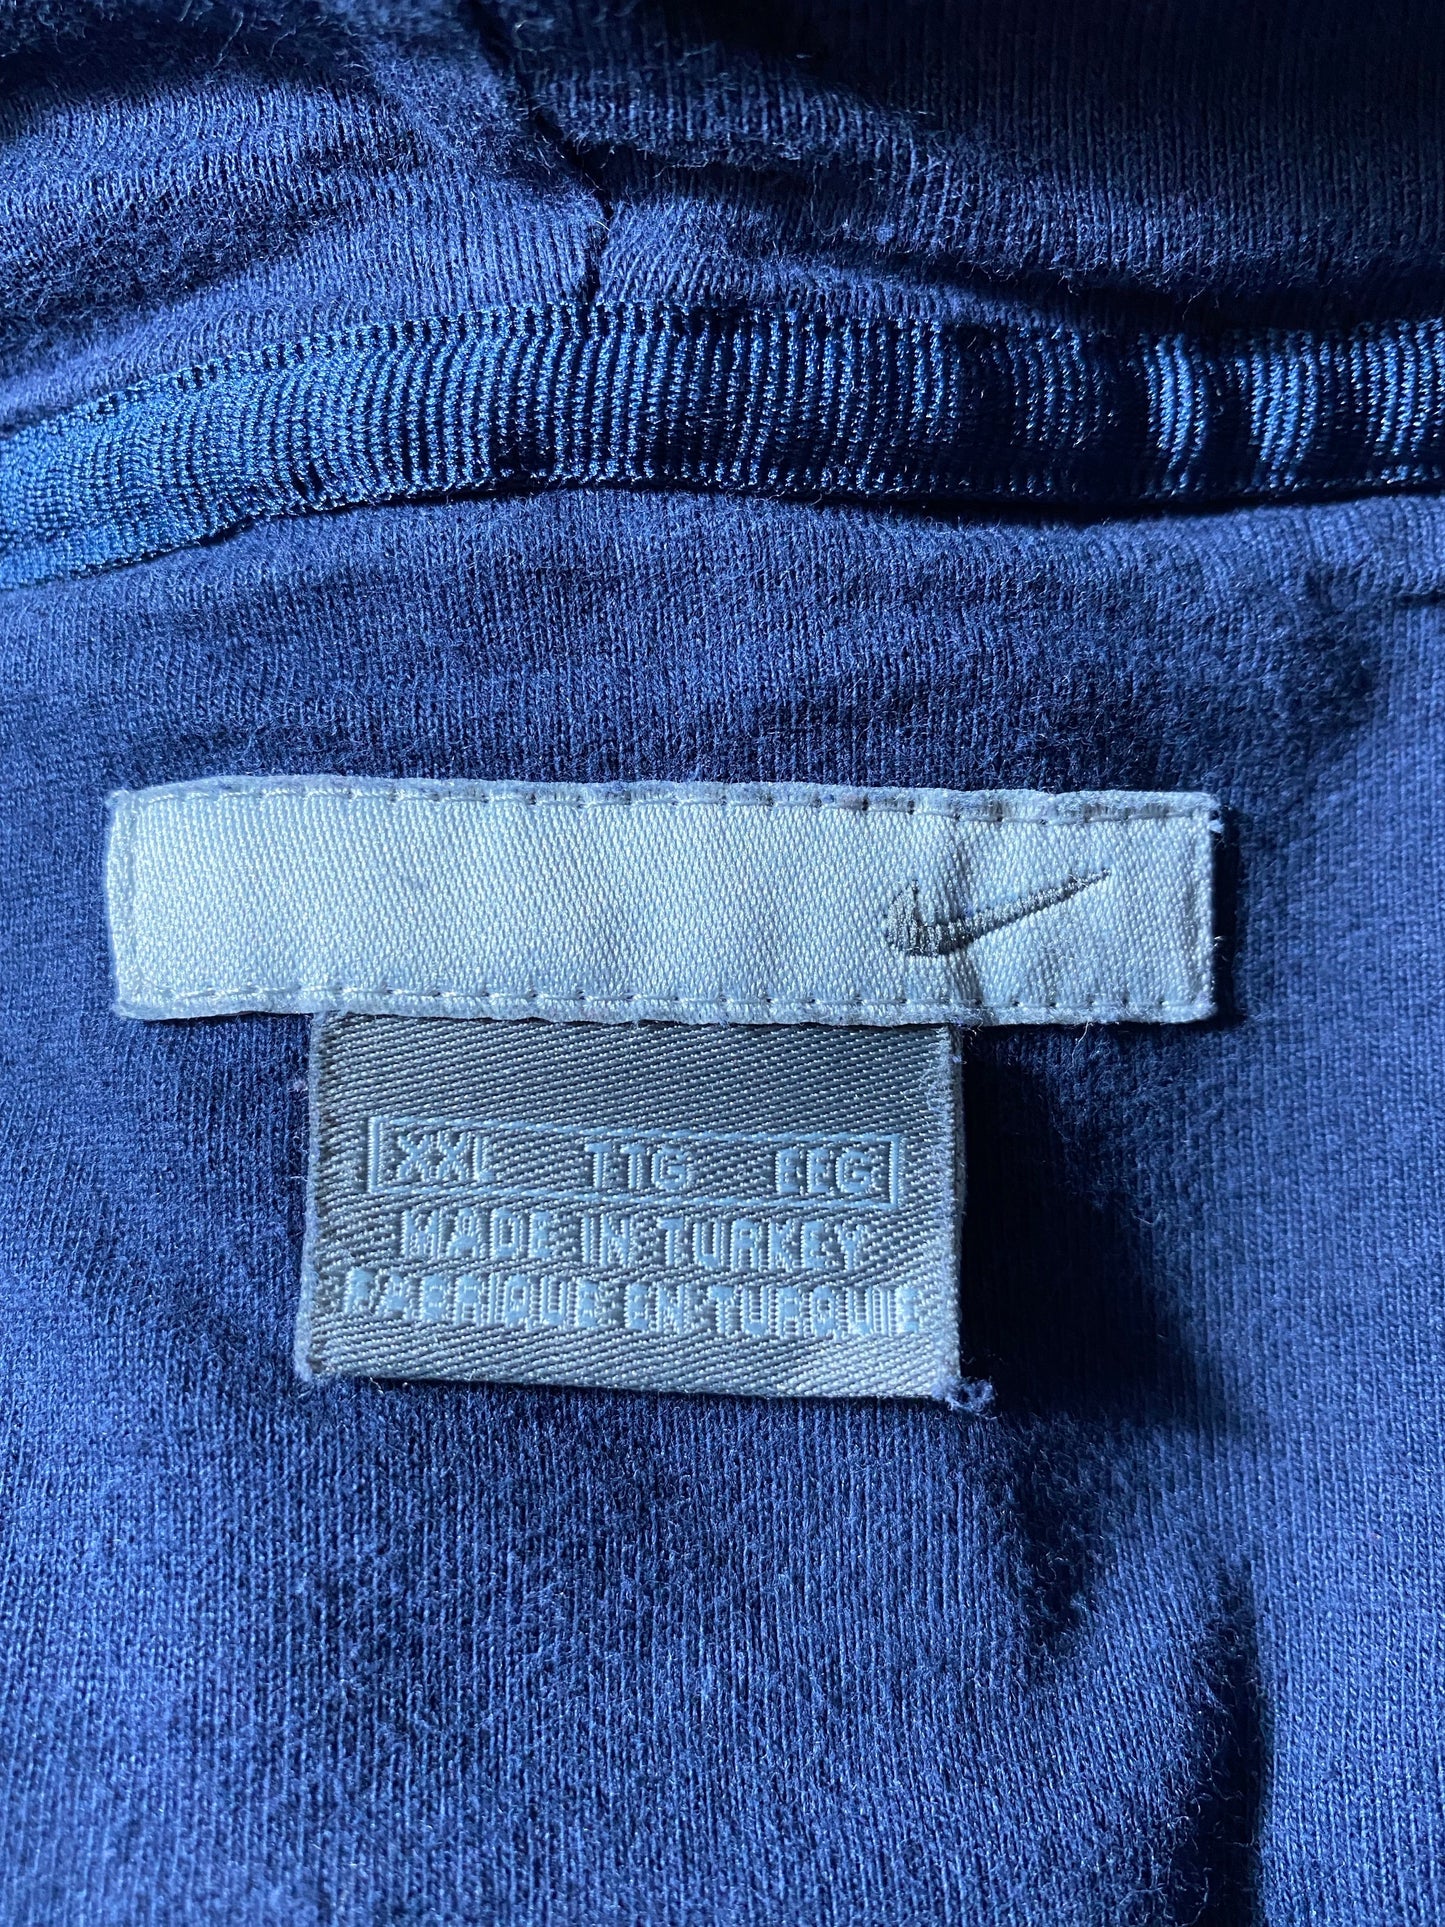 XXL TTG EEG
MADE IN TURKEY
FABRIQUE EN TURQUIE